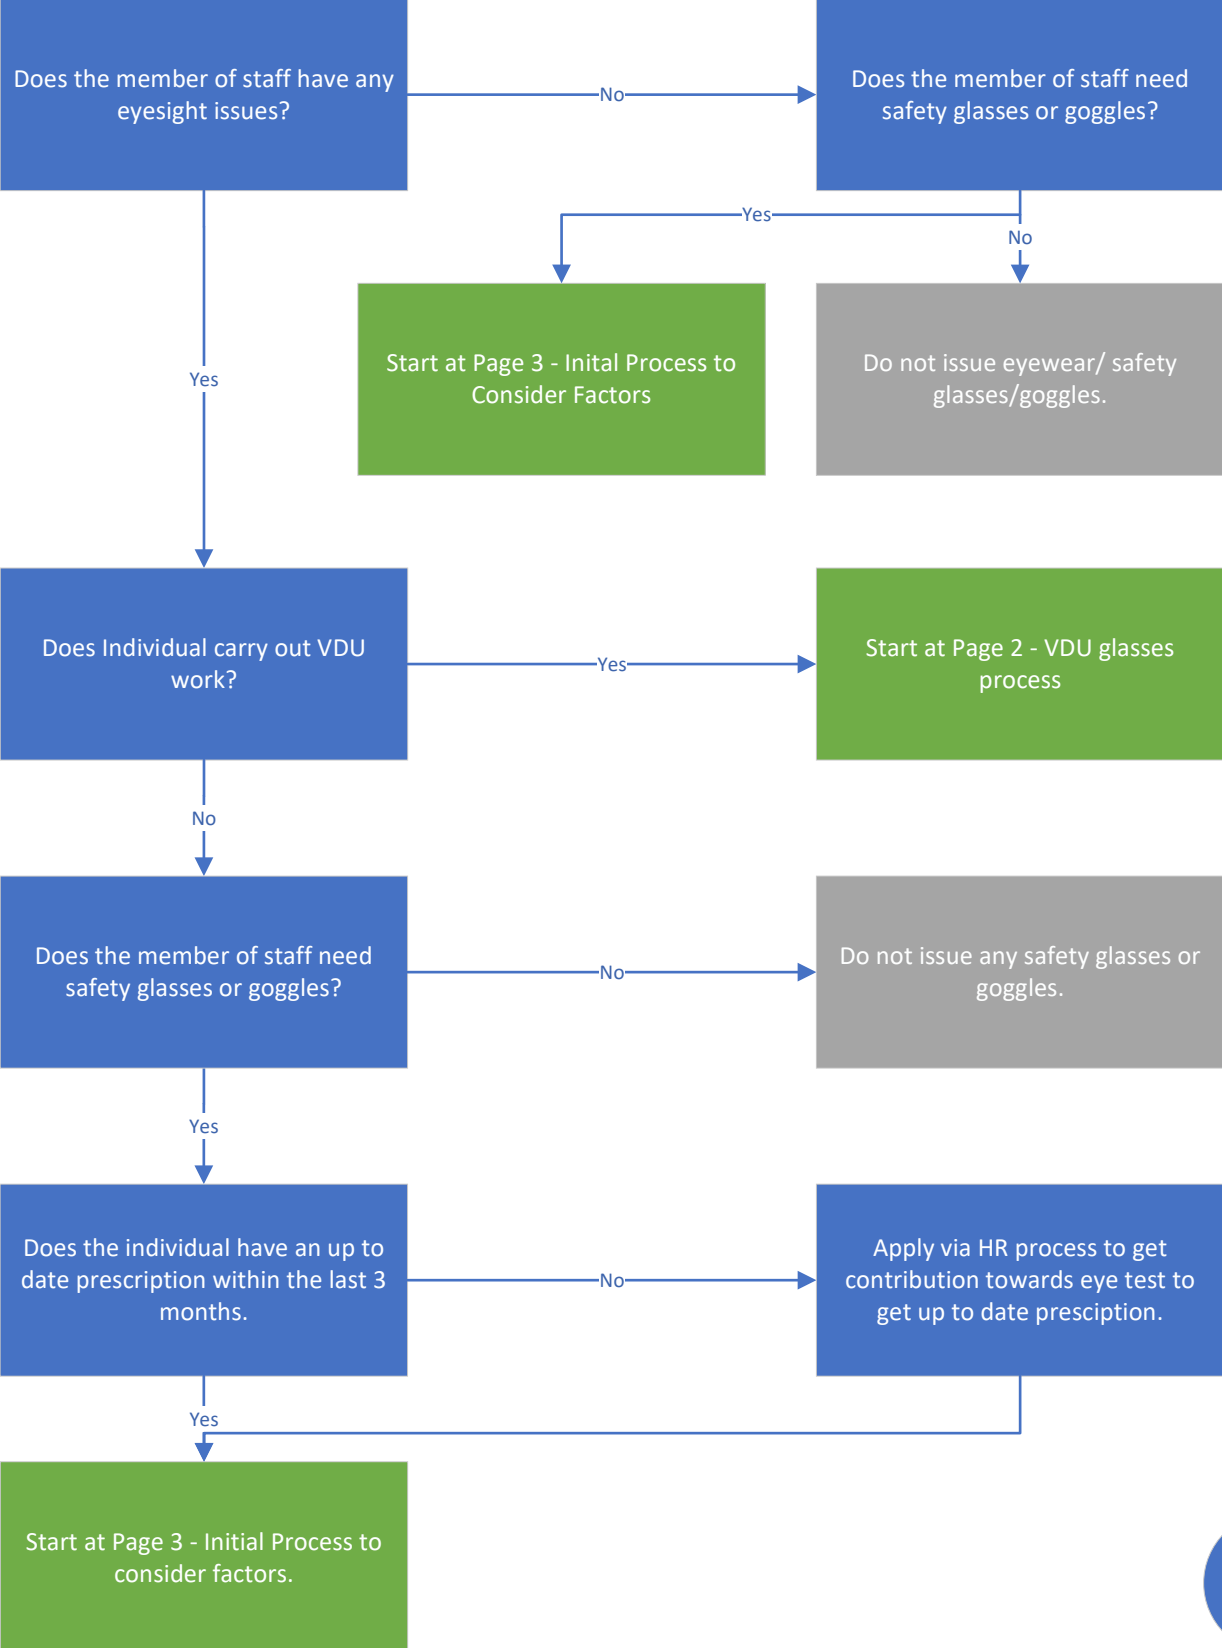 Does the member of staff have any
eyesight issues?
No
Does the member of staff need
safety glasses or goggles?
Yes
No
Start at Page 3 - Inital Process to
Consider Factors
Do not issue eyewear/ safety
glasses/goggles.
Yes
Does Individual carry out VDU
work?
Yes
Start at Page 2 - VDU glasses
process
No
Does the member of staff need
safety glasses or goggles?
No
Do not issue any safety glasses or
goggles.
Yes
Does the individual have an up to
date prescription within the last 3
months.
No
Apply via HR process to get
contribution towards eye test to
get up to date presciption.
Yes
Start at Page 3 - Initial Process to
consider factors.